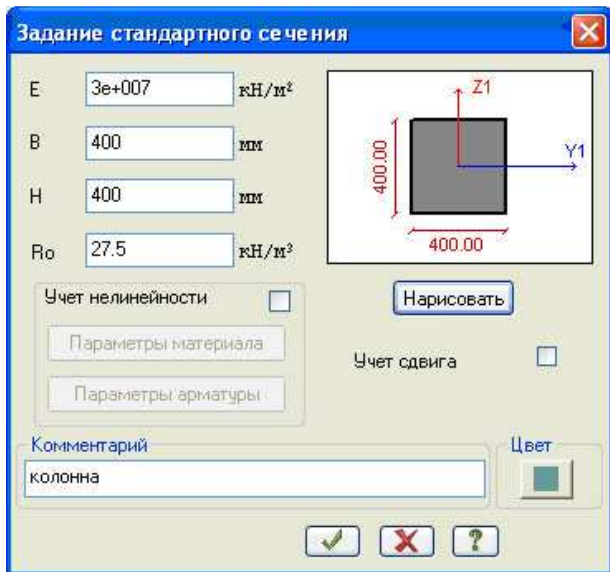 Задание стандартного сечения
E 3e+007 кН/м²
B 400 мм
H 400 мм
Ro 27.5 кН/м³
Z1
Y1
400.00
400.00
Учет нелинейности
Нарисовать
Параметры материала
Учет сдвига
Параметры арматуры
Комментарий
Цвет
колонна
?